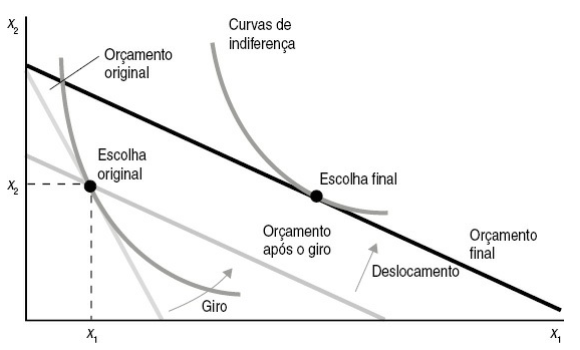 x₂
Curvas de
indiferença
Orçamento
original
Escolha
original
Escolha final
x₂
Orçamento
após o giro
Orçamento
final
Deslocamento
Giro
x₁
x₁